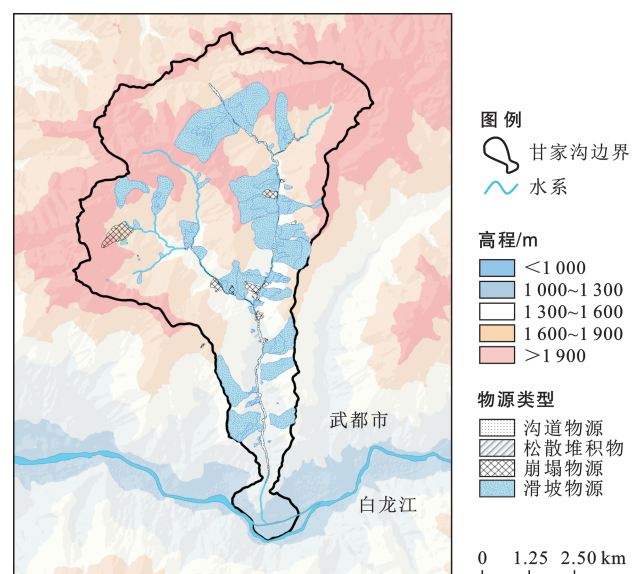 图例
甘家沟边界
水系
高程/m
<1 000
1 000~1 300
1 300~1 600
1 600~1 900
>1 900
物源类型
沟道物源
松散堆积物
崩塌物源
滑坡物源
武都市
白龙江
0 1.25 2.50 km